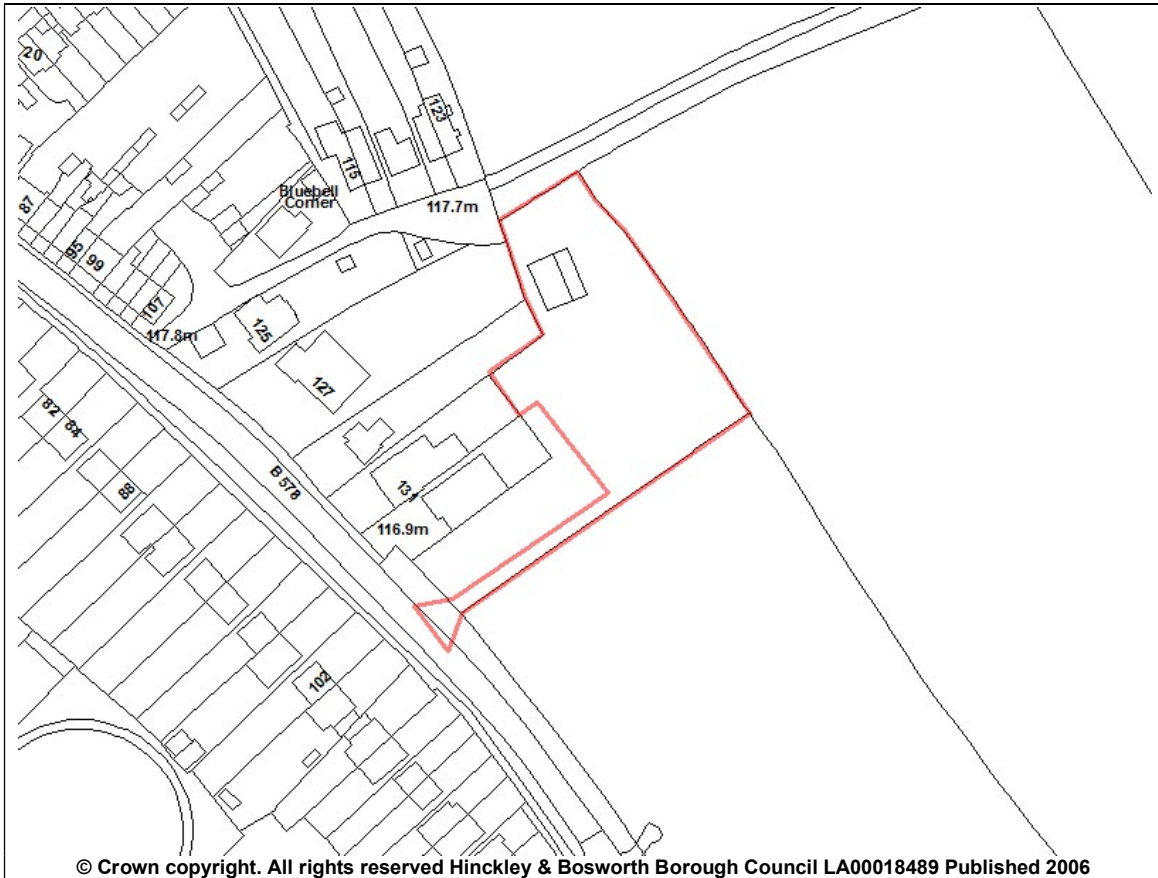 20
123
115
Bluebell
Corner
117.7m
87
95
99
107
117.8m
125
127
82
84
88
B 578
131
116.9m
102
© Crown copyright. All rights reserved Hinckley & Bosworth Borough Council LA00018489 Published 2006